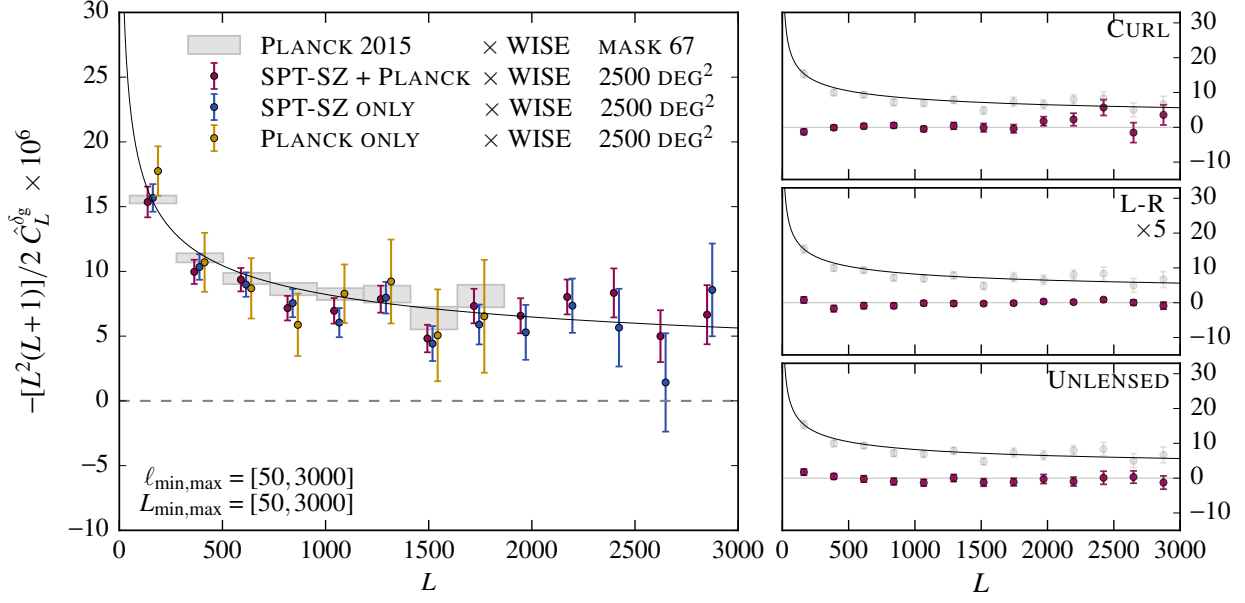 PLANCK 2015 × WISE MASK 67
SPT-SZ + PLANCK × WISE 2500 DEG²
SPT-SZ ONLY × WISE 2500 DEG²
PLANCK ONLY × WISE 2500 DEG²
30
25
20
15
10
5
0
−5
−10
−[L²(L+1)]/2 Ĉ_L^{δ_g} × 10⁶
ℓmin,max = [50,3000]
Lmin,max = [50,3000]
0 500 1000 1500 2000 2500 3000
L
CURL
30
20
10
0
−10
L-R
×5
30
20
10
0
−10
UNLENSED
30
20
10
0
−10
0 500 1000 1500 2000 2500 3000
L